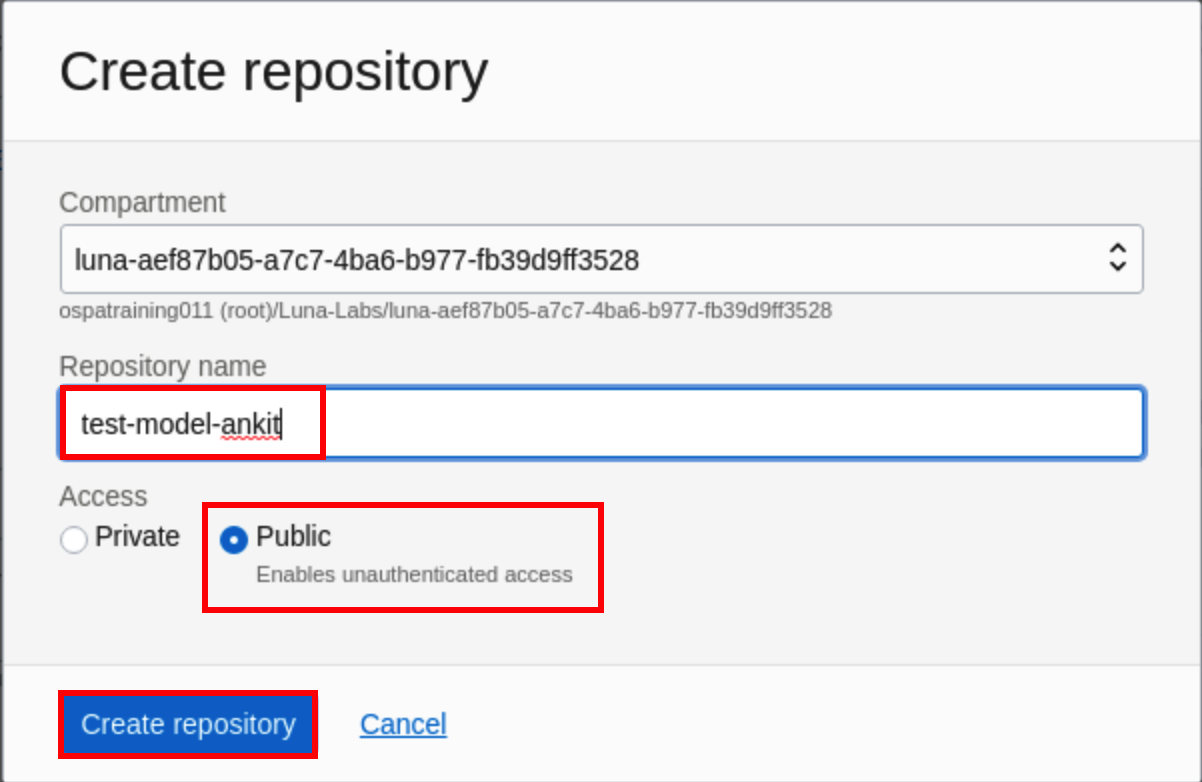 Create repository
Compartment
luna-aef87b05-a7c7-4ba6-b977-fb39d9ff3528
ospatraining011 (root)/Luna-Labs/luna-aef87b05-a7c7-4ba6-b977-fb39d9ff3528
Repository name
test-model-ankit
Access
Private Public
Enables unauthenticated access
Create repository Cancel